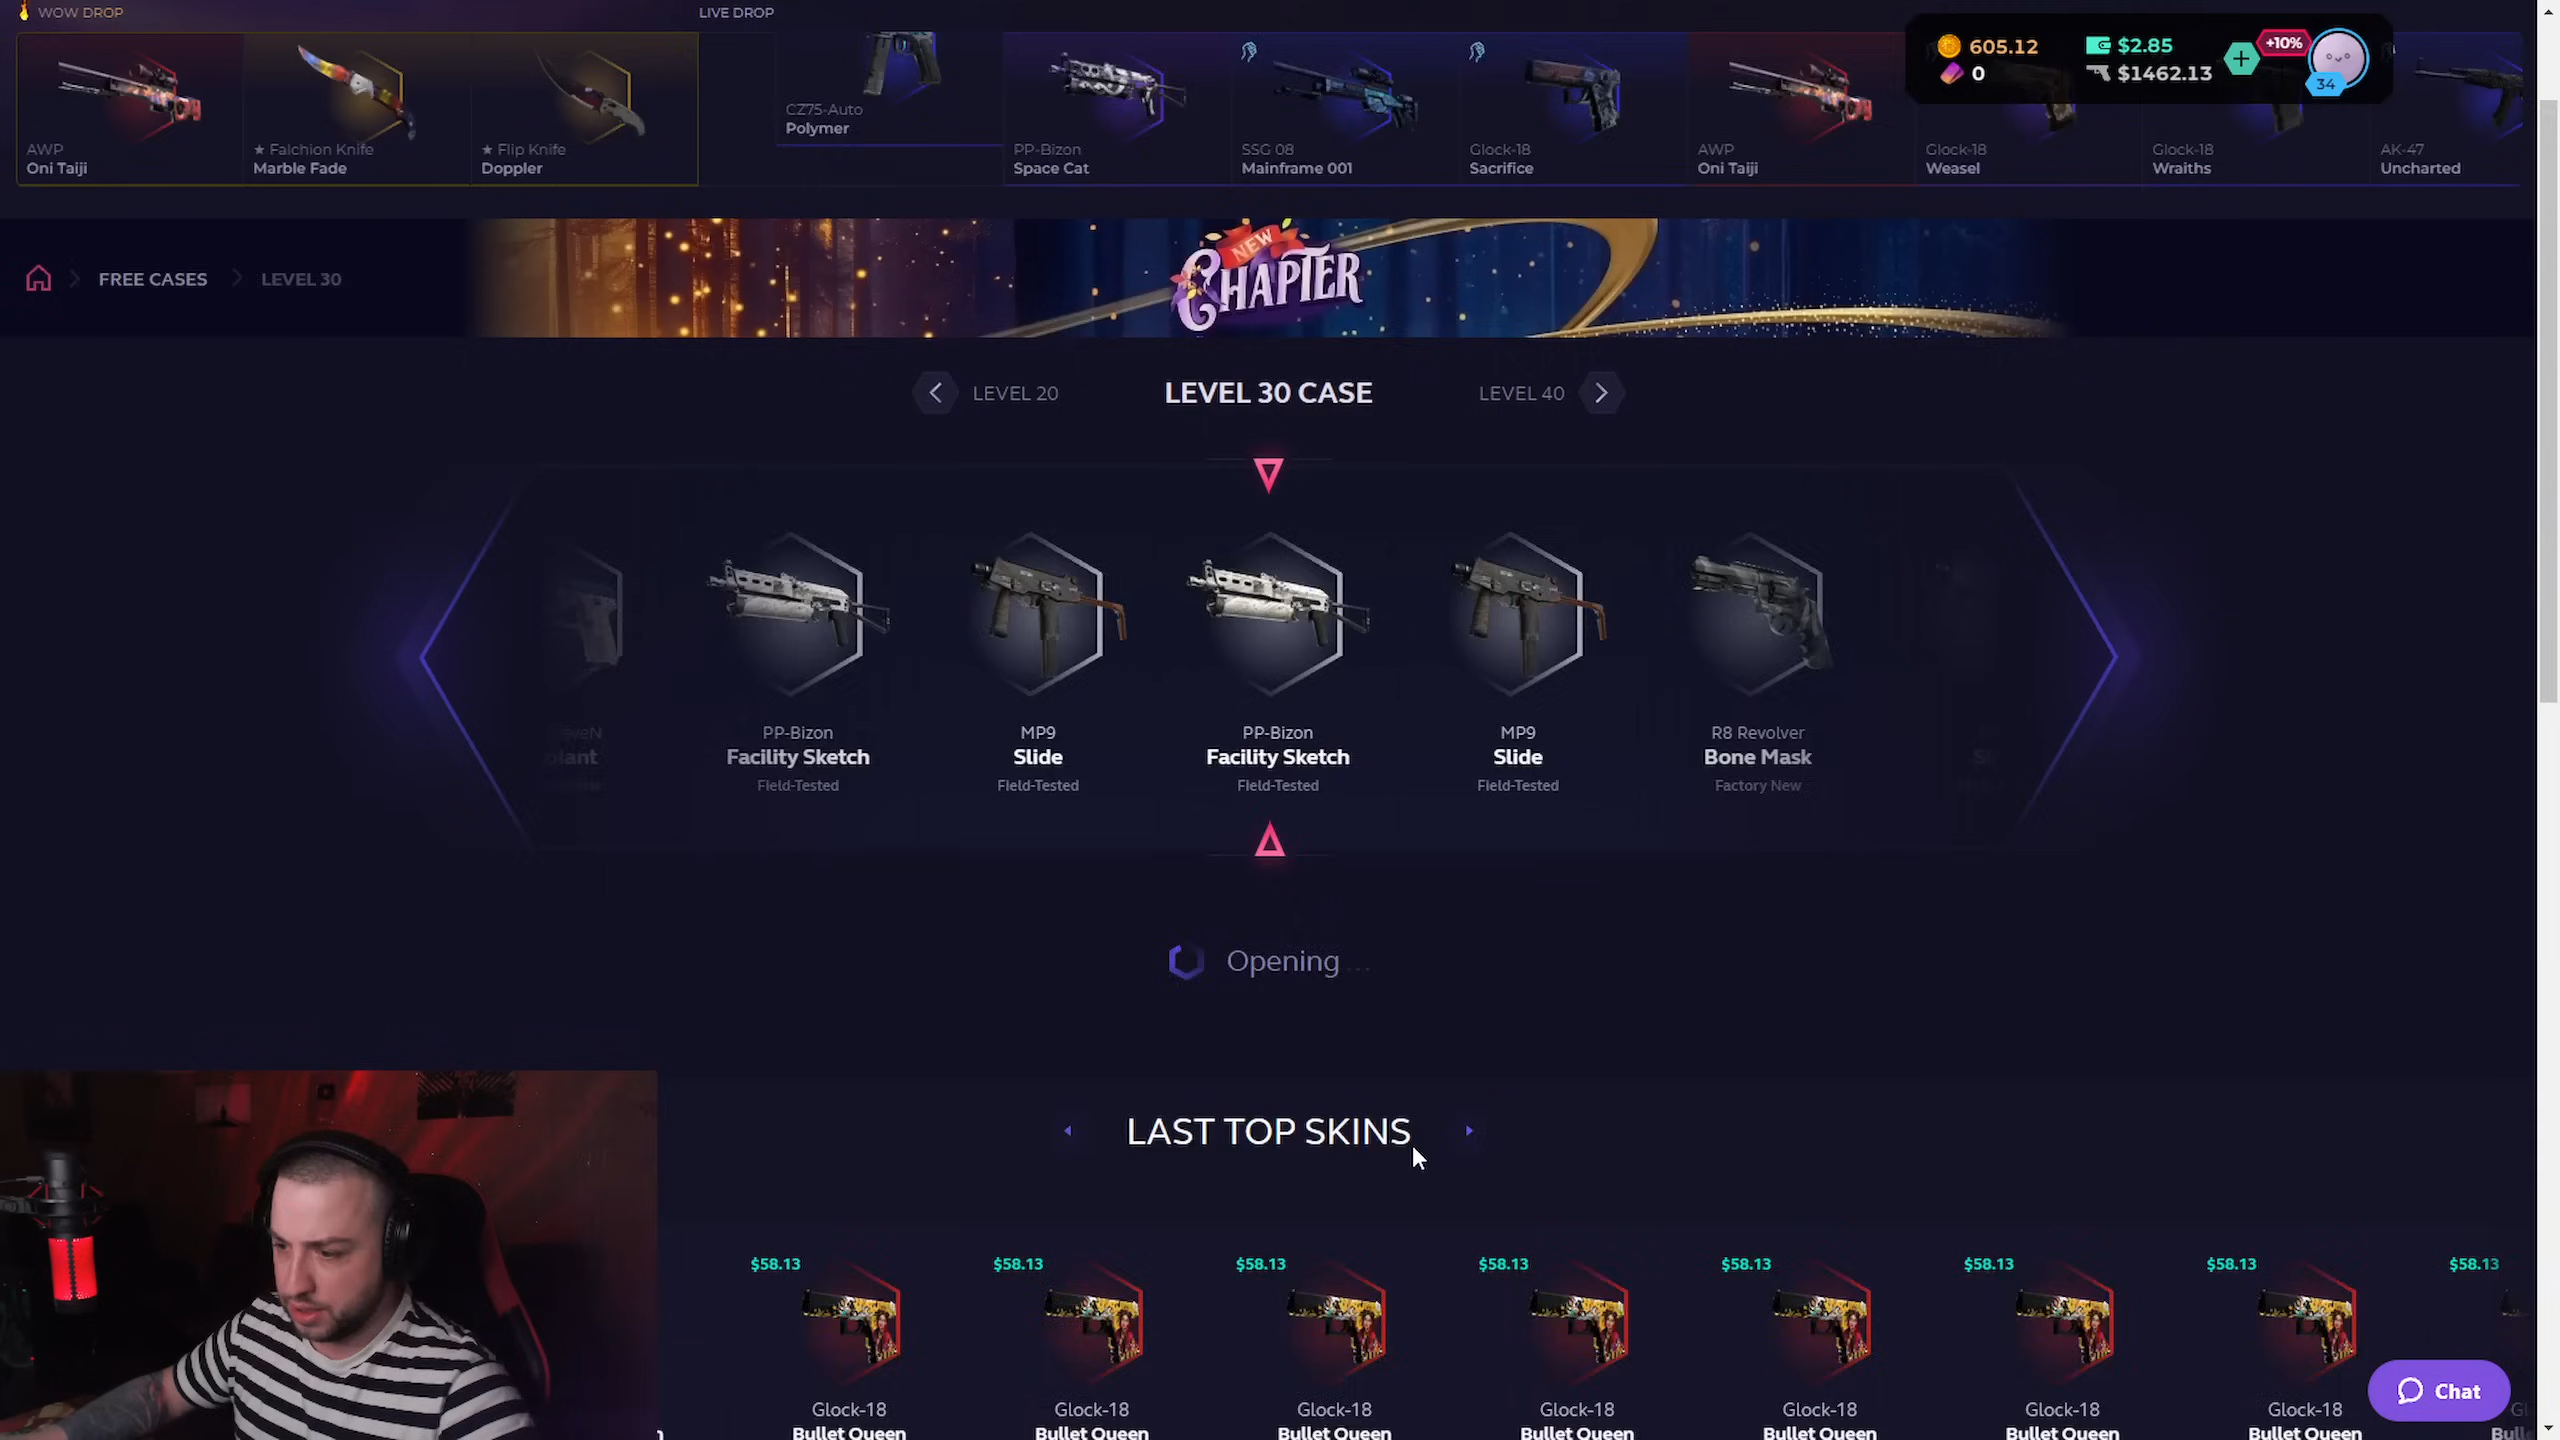 WOW DROP
LIVE DROP
605.12
$2.85
+10%
0
$1462.13
34
AWP
Oni Taiji
★ Falchion Knife
Marble Fade
★ Flip Knife
Doppler
CZ75-Auto
Polymer
PP-Bizon
Space Cat
SSG 08
Mainframe 001
Glock-18
Sacrifice
AWP
Oni Taiji
Glock-18
Weasel
Glock-18
Wraiths
AK-47
Uncharted
FREE CASES
LEVEL 30
NEW
CHAPTER
LEVEL 20
LEVEL 30 CASE
LEVEL 40
PP-Bizon
Facility Sketch
Field-Tested
MP9
Slide
Field-Tested
PP-Bizon
Facility Sketch
Field-Tested
MP9
Slide
Field-Tested
R8 Revolver
Bone Mask
Factory New
Opening ...
LAST TOP SKINS
$58.13
$58.13
$58.13
$58.13
$58.13
$58.13
$58.13
$58.13
Glock-18
Bullet Queen
Glock-18
Bullet Queen
Glock-18
Bullet Queen
Glock-18
Bullet Queen
Glock-18
Bullet Queen
Glock-18
Bullet Queen
Glock-18
Bullet Queen
Chat